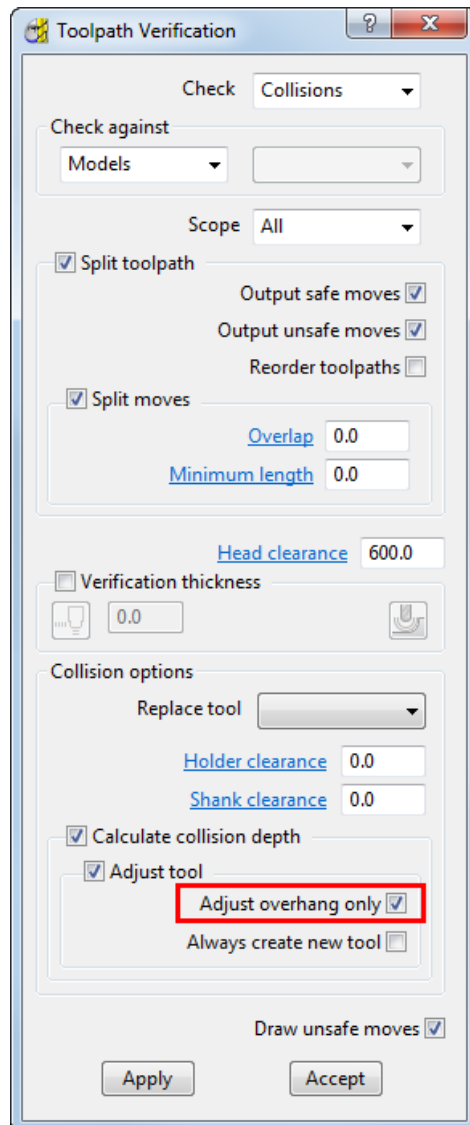 Toolpath Verification
Check Collisions
Check against
Models
Scope All
Split toolpath
Output safe moves
Output unsafe moves
Reorder toolpaths
Split moves
Overlap 0.0
Minimum length 0.0
Head clearance 600.0
Verification thickness
0.0
Collision options
Replace tool
Holder clearance 0.0
Shank clearance 0.0
Calculate collision depth
Adjust tool
Adjust overhang only
Always create new tool
Draw unsafe moves
Apply Accept